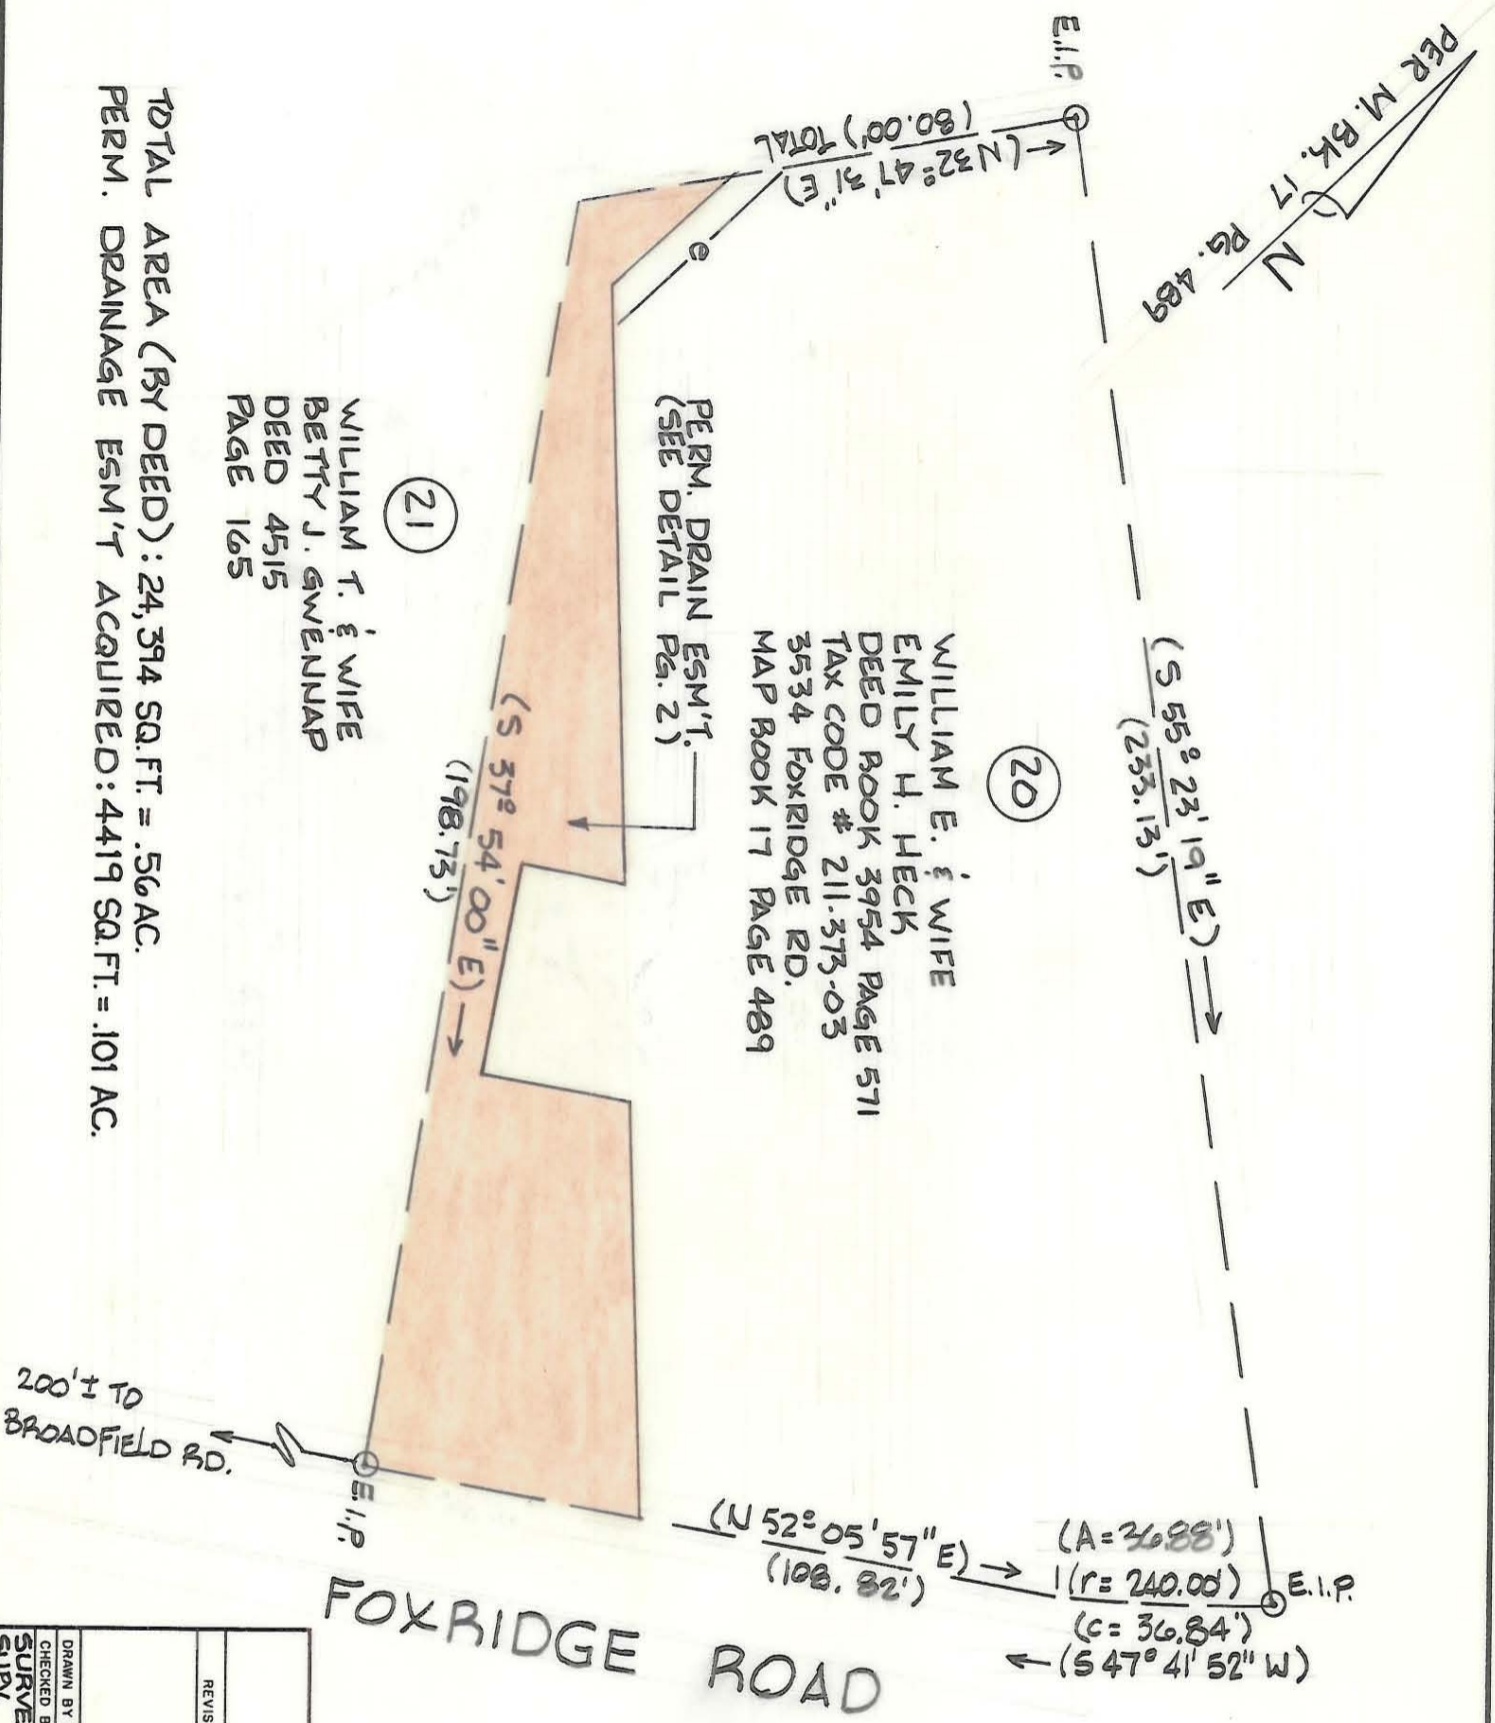 PER M. BK. 17 PG. 489
N
E.I.P.
(N 32° 47' 31" E)
(80.00') TOTAL
e
(S 55° 23' 19" E)
(233.13')
20
WILLIAM E. & WIFE
EMILY H. HECK
DEED BOOK 3954 PAGE 571
TAX CODE # 211-373-03
3534 FOXRIDGE RD.
MAP BOOK 17 PAGE 489
PERM. DRAIN ESM'T.
(SEE DETAIL PG. 2)
(S 37° 54' 00" E)
(198.73')
21
WILLIAM T. & WIFE
BETTY J. GWENNAP
DEED 4515
PAGE 165
TOTAL AREA (BY DEED): 24,394 SQ.FT. = .56 AC.
PERM. DRAINAGE ESM'T ACQUIRED: 4419 SQ.FT. = .101 AC.
200'± TO
BROADFIELD RD.
E.I.P.
(N 52° 05' 57" E)
(108.82')
(A=36.88')
(r= 240.00')
(c= 36.84')
(S 47° 41' 52" W)
E.I.P.
FOXRIDGE ROAD
REVIS
DRAWN BY
CHECKED B
SURVE